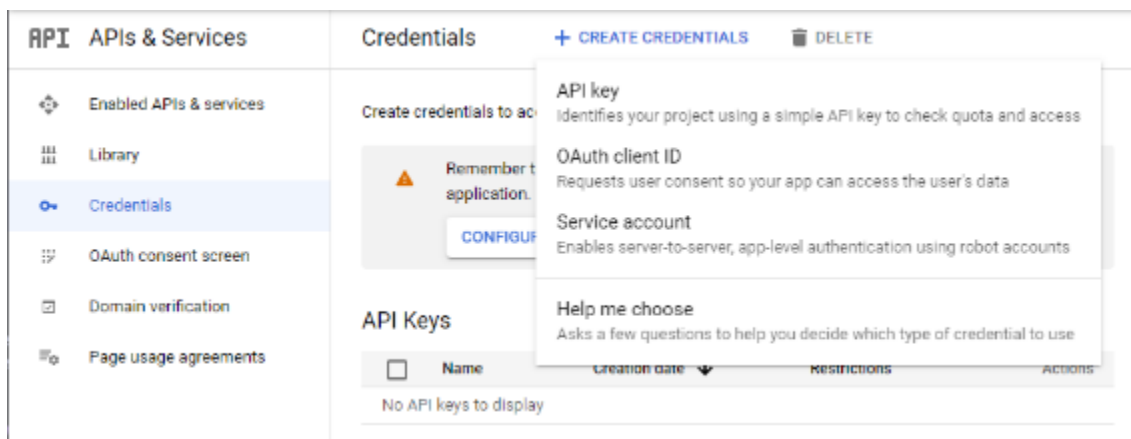 API APIs & Services
Enabled APIs & services
Library
Credentials
OAuth consent screen
Domain verification
Page usage agreements
Credentials
+ CREATE CREDENTIALS
DELETE
Create credentials to ac
Remember t
application.
CONFIGUR
API key
Identifies your project using a simple API key to check quota and access
OAuth client ID
Requests user consent so your app can access the user's data
Service account
Enables server-to-server, app-level authentication using robot accounts
Help me choose
Asks a few questions to help you decide which type of credential to use
API Keys
Name Creation date Restrictions Actions
No API keys to display